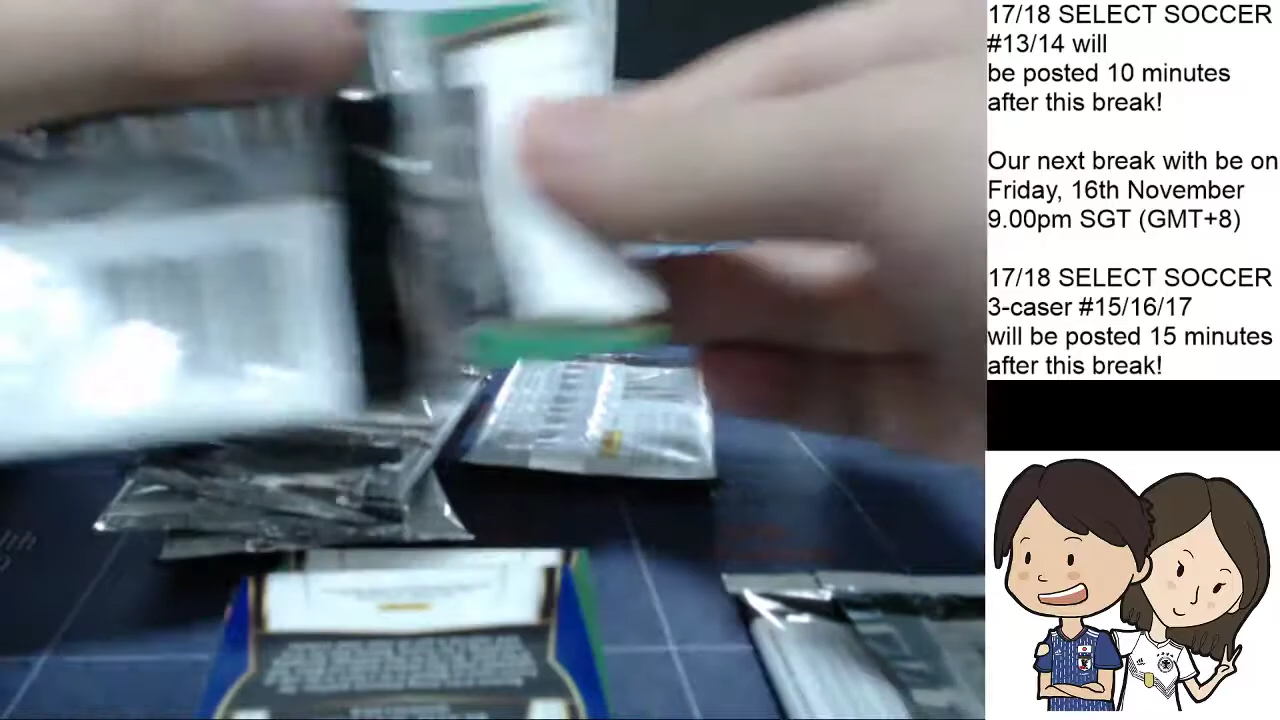 17/18 SELECT SOCCER
#13/14 will
be posted 10 minutes
after this break!
Our next break with be on
Friday, 16th November
9.00pm SGT (GMT+8)
17/18 SELECT SOCCER
3-caser #15/16/17
will be posted 15 minutes
after this break!